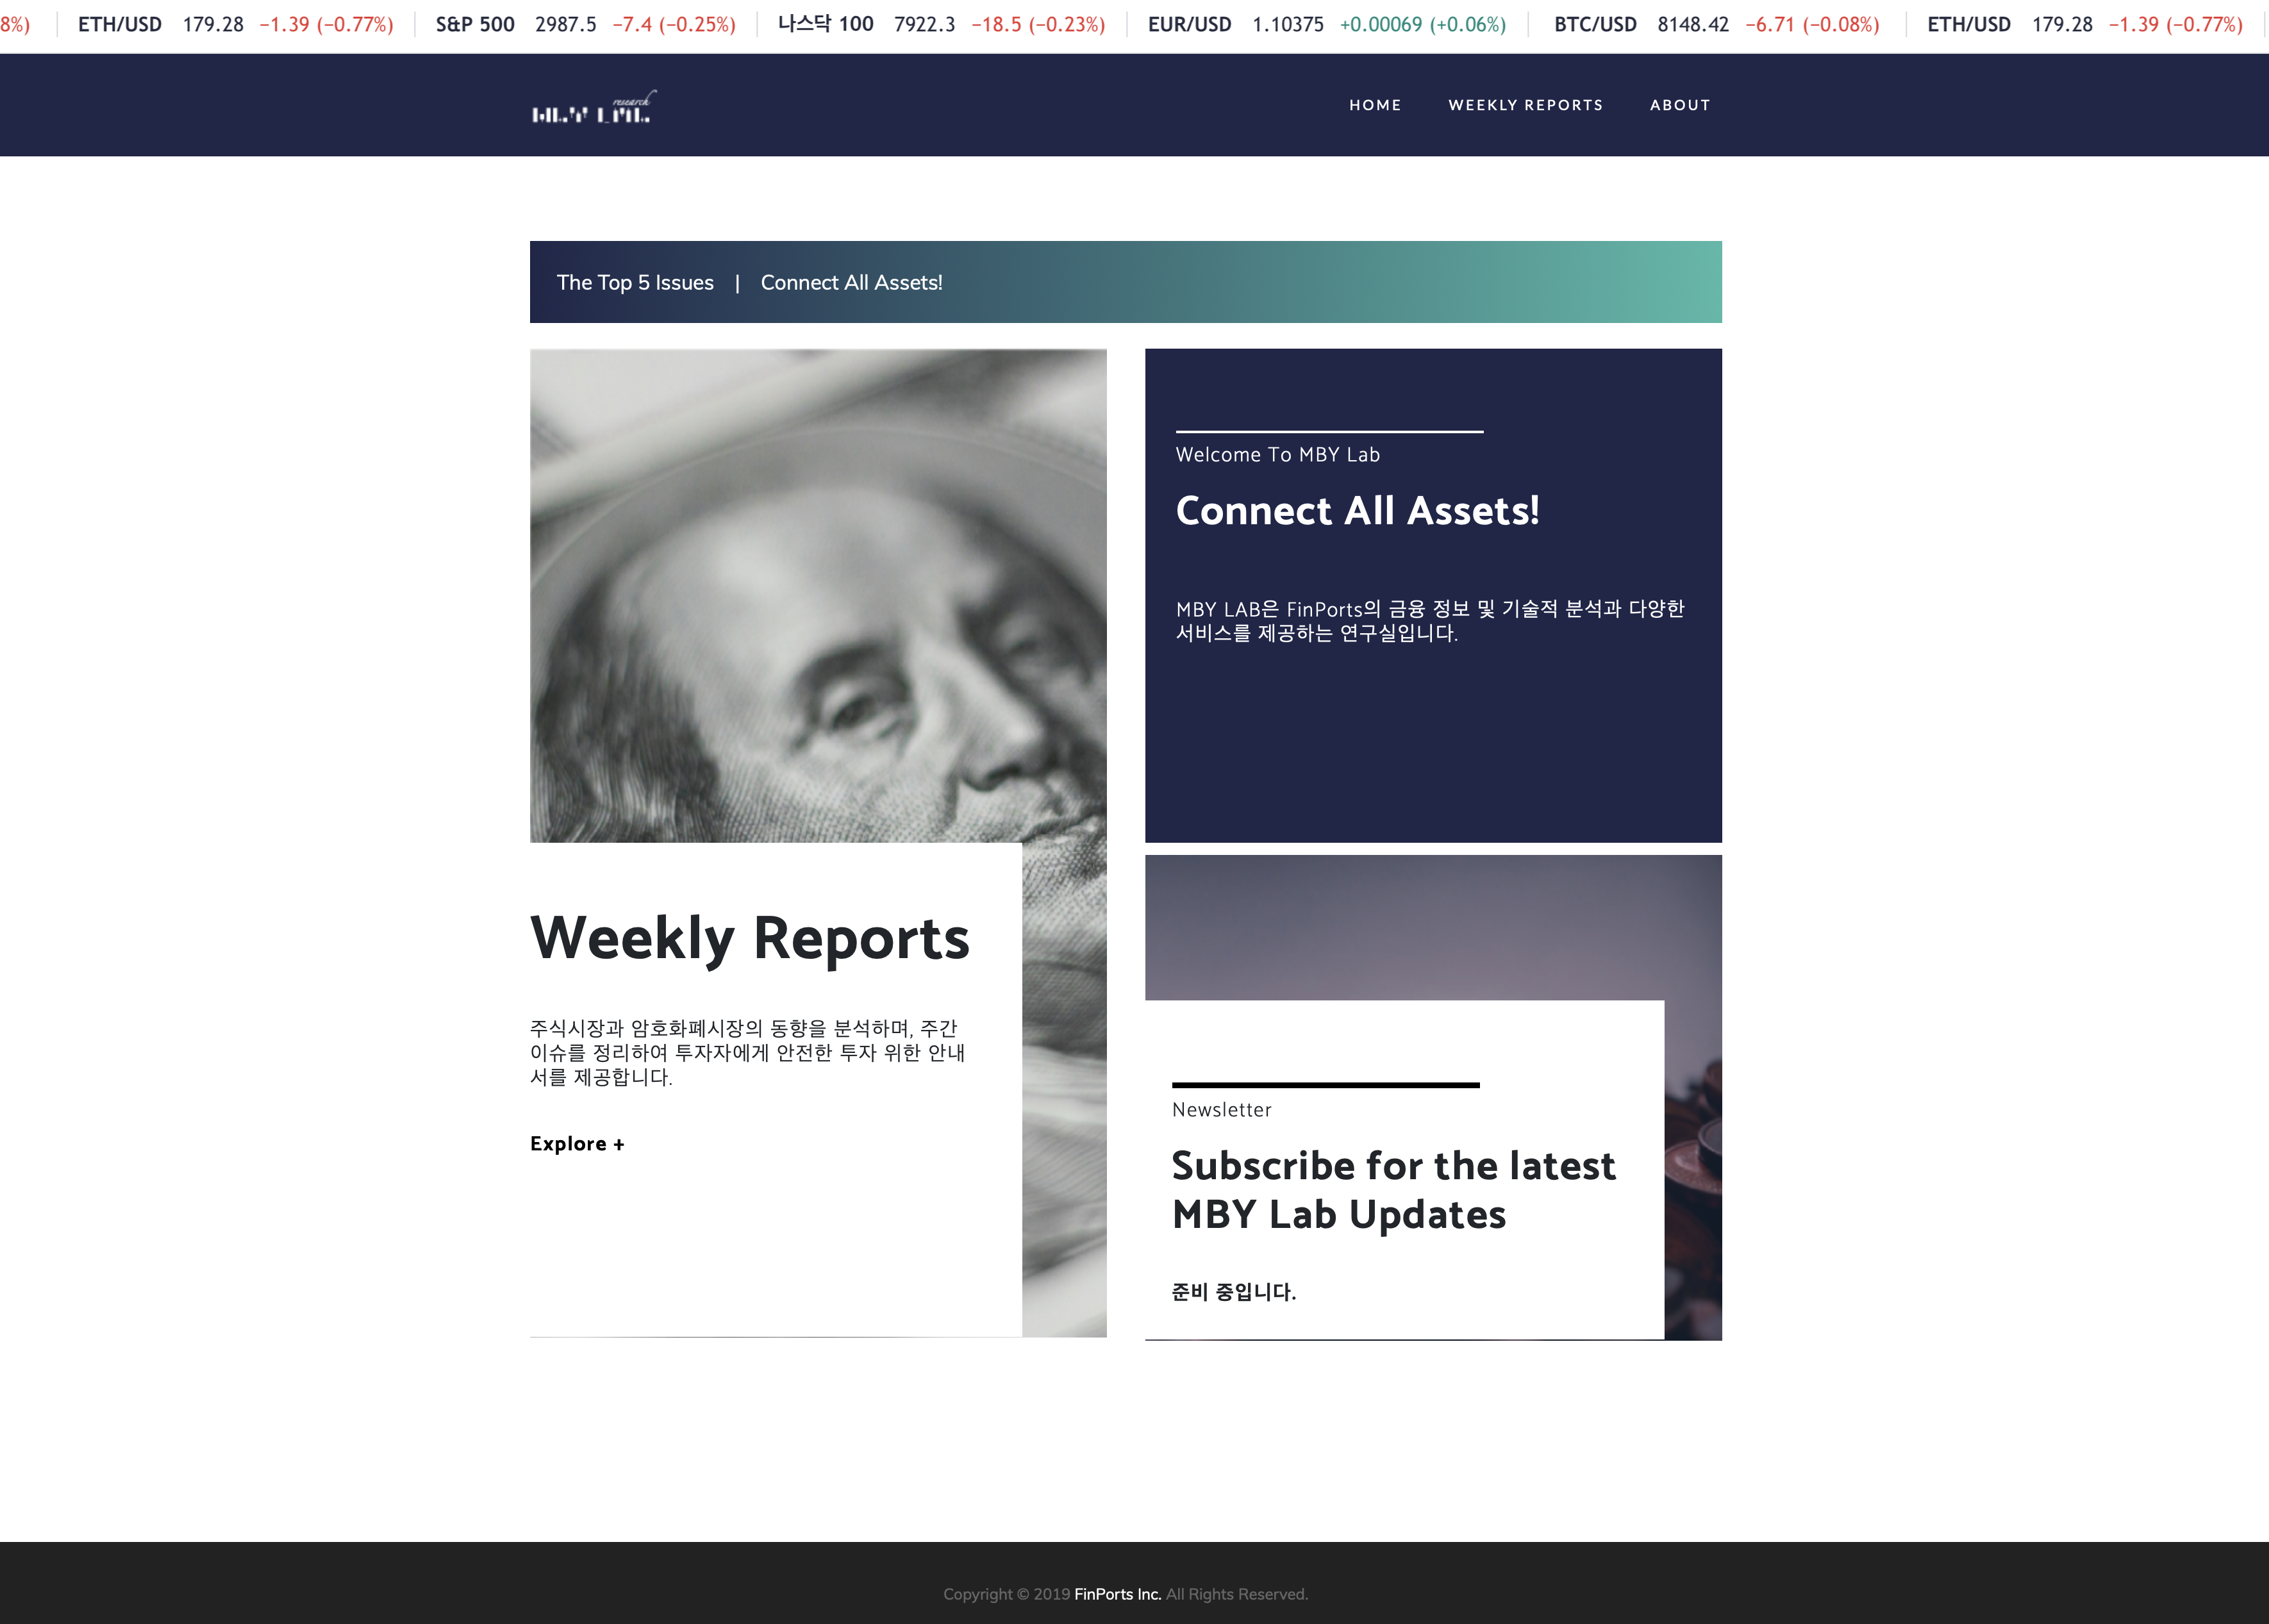 8%) ETH/USD 179.28 −1.39 (−0.77%) S&P 500 2987.5 −7.4 (−0.25%) 나스닥 100 7922.3 −18.5 (−0.23%) EUR/USD 1.10375 +0.00069 (+0.06%) BTC/USD 8148.42 −6.71 (−0.08%) ETH/USD 179.28 −1.39 (−0.77%)
research
HOME WEEKLY REPORTS ABOUT
The Top 5 Issues | Connect All Assets!
Welcome To MBY Lab
Connect All Assets!
MBY LAB은 FinPorts의 금융 정보 및 기술적 분석과 다양한
서비스를 제공하는 연구실입니다.
Weekly Reports
주식시장과 암호화폐시장의 동향을 분석하며, 주간
이슈를 정리하여 투자자에게 안전한 투자 위한 안내
서를 제공합니다.
Explore +
Newsletter
Subscribe for the latest
MBY Lab Updates
준비 중입니다.
Copyright © 2019 FinPorts Inc. All Rights Reserved.